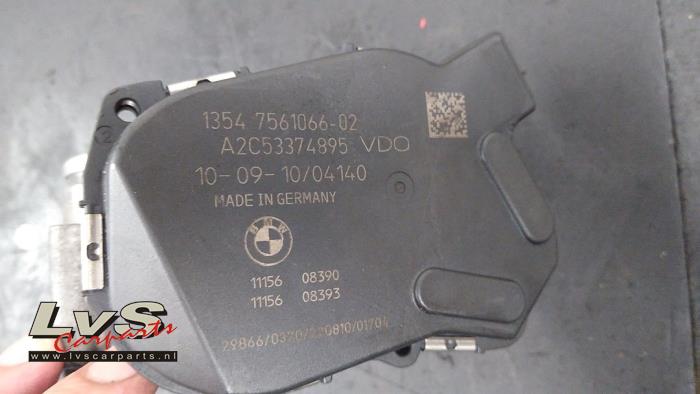 1354 7561066-02
A2C53374895 VDO
10-09-10/04140
MADE IN GERMANY
BMW
11156 08390
11156 08393
29866/0320/220810/01704
LvS
Carparts
www.lvscarparts.nl